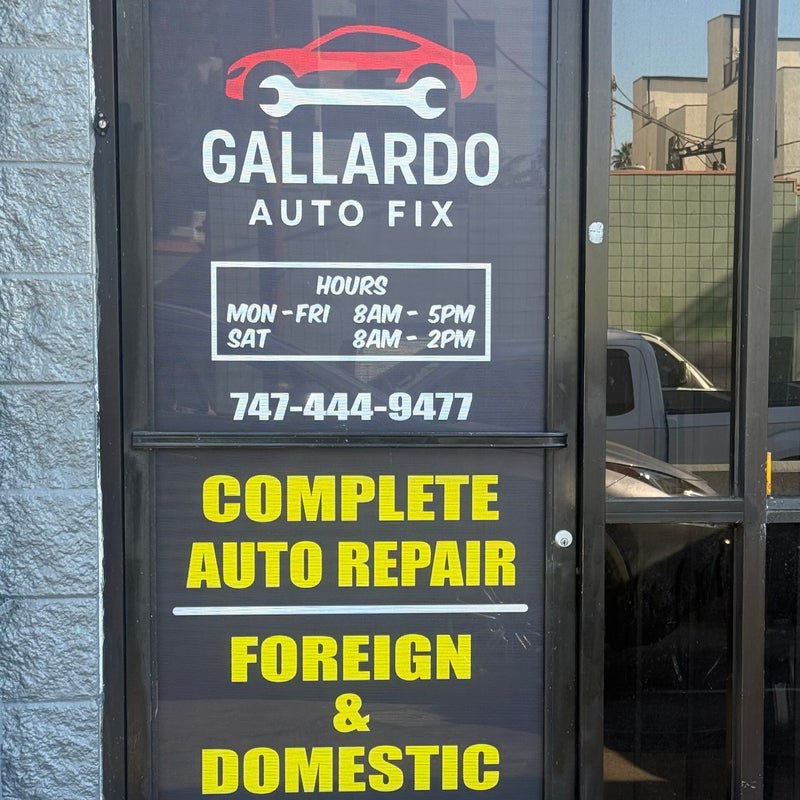 GALLARDO
AUTO FIX
HOURS
MON - FRI 8AM - 5PM
SAT 8AM - 2PM
747-444-9477
COMPLETE
AUTO REPAIR
FOREIGN
&
DOMESTIC